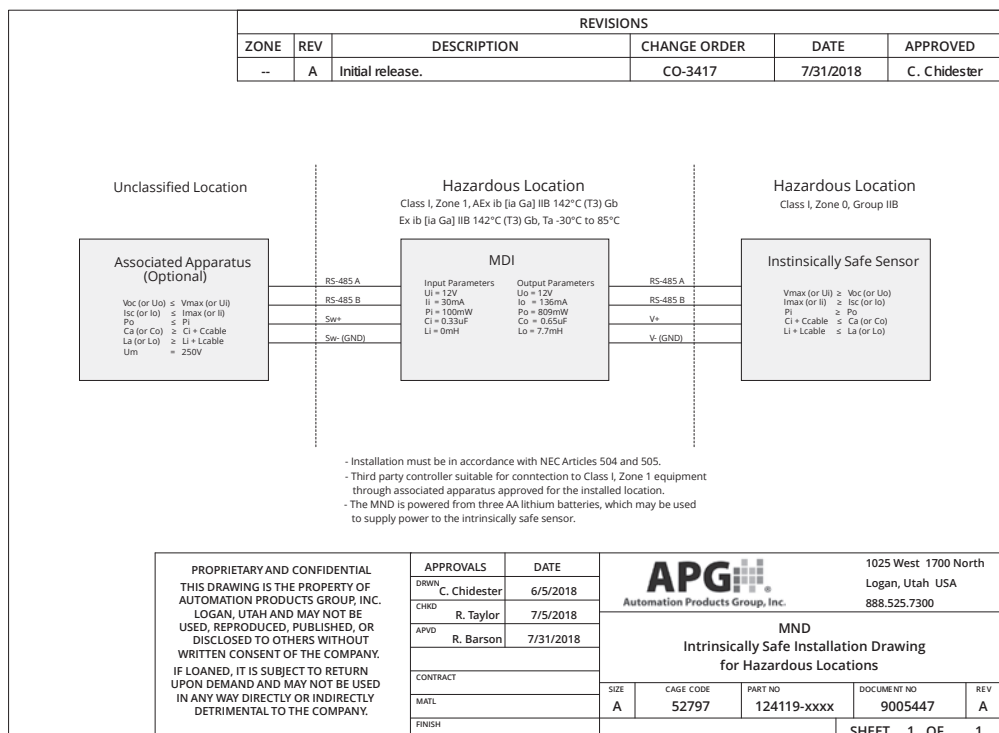 REVISIONS
ZONE REV DESCRIPTION CHANGE ORDER DATE APPROVED
-- A Initial release. CO-3417 7/31/2018 C. Chidester
Unclassified Location
Hazardous Location
Class I, Zone 1, AEx ib [ia Ga] IIB 142°C (T3) Gb
Ex ib [ia Ga] IIB 142°C (T3) Gb, Ta -30°C to 85°C
Hazardous Location
Class I, Zone 0, Group IIB
Associated Apparatus
(Optional)
Voc (or Uo) ≤ Vmax (or Ui)
Isc (or Io) ≤ Imax (or Ii)
Po ≤ Pi
Ca (or Co) ≥ Ci + Ccable
La (or Lo) ≥ Li + Lcable
Um = 250V
RS-485 A
RS-485 B
Sw+
Sw- (GND)
MDI
Input Parameters
Ui = 12V
Ii = 30mA
Pi = 100mW
Ci = 0.33uF
Li = 0mH
Output Parameters
Uo = 12V
Io = 136mA
Po = 809mW
Co = 0.65uF
Lo = 7.7mH
RS-485 A
RS-485 B
V+
V- (GND)
Instinsically Safe Sensor
Vmax (or Ui) ≥ Voc (or Uo)
Imax (or Ii) ≥ Isc (or Io)
Pi ≥ Po
Ci + Ccable ≤ Ca (or Co)
Li + Lcable ≤ La (or Lo)
- Installation must be in accordance with NEC Articles 504 and 505.
- Third party controller suitable for conntection to Class I, Zone 1 equipment
through associated apparatus approved for the installed location.
- The MND is powered from three AA lithium batteries, which may be used
to supply power to the intrinsically safe sensor.
PROPRIETARY AND CONFIDENTIAL
THIS DRAWING IS THE PROPERTY OF
AUTOMATION PRODUCTS GROUP, INC.
LOGAN, UTAH AND MAY NOT BE
USED, REPRODUCED, PUBLISHED, OR
DISCLOSED TO OTHERS WITHOUT
WRITTEN CONSENT OF THE COMPANY.
IF LOANED, IT IS SUBJECT TO RETURN
UPON DEMAND AND MAY NOT BE USED
IN ANY WAY DIRECTLY OR INDIRECTLY
DETRIMENTAL TO THE COMPANY.
APPROVALS DATE
DRWN C. Chidester 6/5/2018
CHKD R. Taylor 7/5/2018
APVD R. Barson 7/31/2018
CONTRACT
MATL
FINISH
APG
Automation Products Group, Inc.
1025 West 1700 North
Logan, Utah USA
888.525.7300
MND
Intrinsically Safe Installation Drawing
for Hazardous Locations
SIZE CAGE CODE PART NO DOCUMENT NO REV
A 52797 124119-xxxx 9005447 A
SHEET 1 OF 1